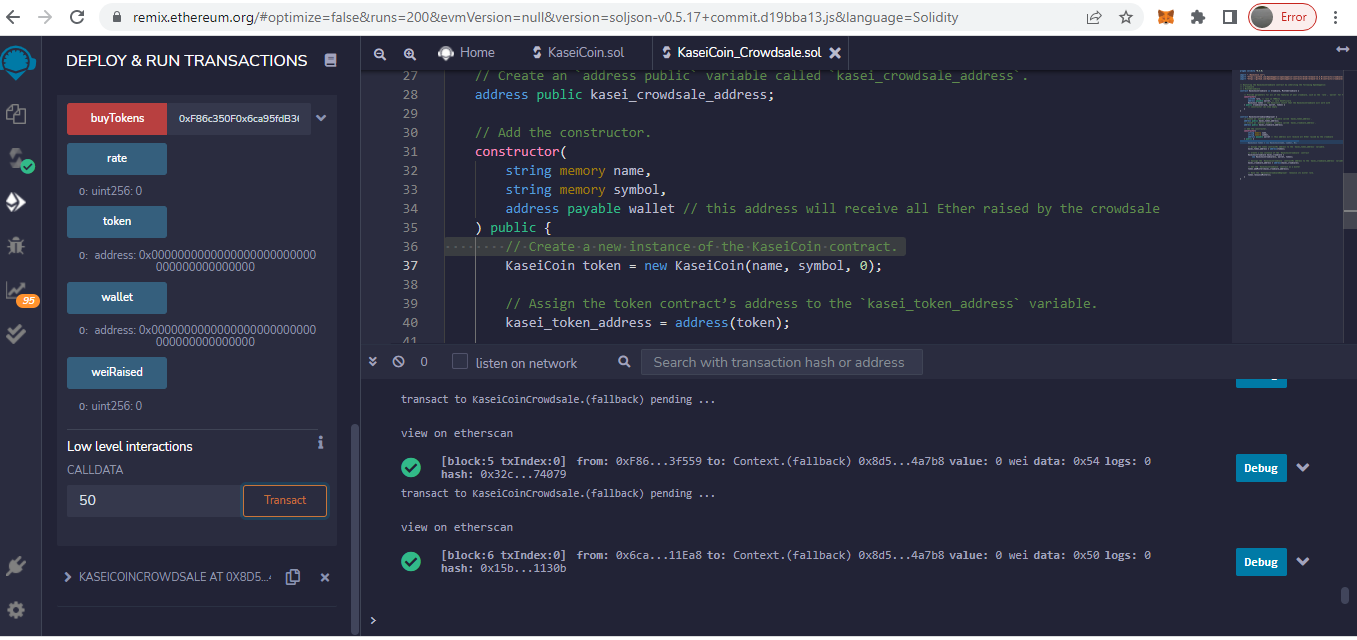 remix.ethereum.org/#optimize=false&runs=200&evmVersion=null&version=soljson-v0.5.17+commit.d19bba13.js&language=Solidity
Error
DEPLOY & RUN TRANSACTIONS
Home
KaseiCoin.sol
KaseiCoin_Crowdsale.sol
buyTokens
0xF86c350F0x6ca95fdB3
rate
0: uint256: 0
token
0: address: 0x000000000000000000000000
0000000000000000
wallet
0: address: 0x000000000000000000000000
0000000000000000
weiRaised
0: uint256: 0
Low level interactions
CALLDATA
50
Transact
KASEICOINCROWDSALE AT 0X8D5...
95
27 // Create an `address public` variable called `kasei_crowdsale_address`.
28 address public kasei_crowdsale_address;
29
30 // Add the constructor.
31 constructor(
32 string memory name,
33 string memory symbol,
34 address payable wallet // this address will receive all Ether raised by the crowdsale
35 ) public {
36 // Create a new instance of the KaseiCoin contract.
37 KaseiCoin token = new KaseiCoin(name, symbol, 0);
38
39 // Assign the token contract’s address to the `kasei_token_address` variable.
40 kasei_token_address = address(token);
41
0
listen on network
Search with transaction hash or address
transact to KaseiCoinCrowdsale.(fallback) pending ...
view on etherscan
[block:5 txIndex:0] from: 0xF86...3f559 to: Context.(fallback) 0x8d5...4a7b8 value: 0 wei data: 0x54 logs: 0
hash: 0x32c...74079
Debug
transact to KaseiCoinCrowdsale.(fallback) pending ...
view on etherscan
[block:6 txIndex:0] from: 0x6ca...11Ea8 to: Context.(fallback) 0x8d5...4a7b8 value: 0 wei data: 0x50 logs: 0
hash: 0x15b...1130b
Debug
>